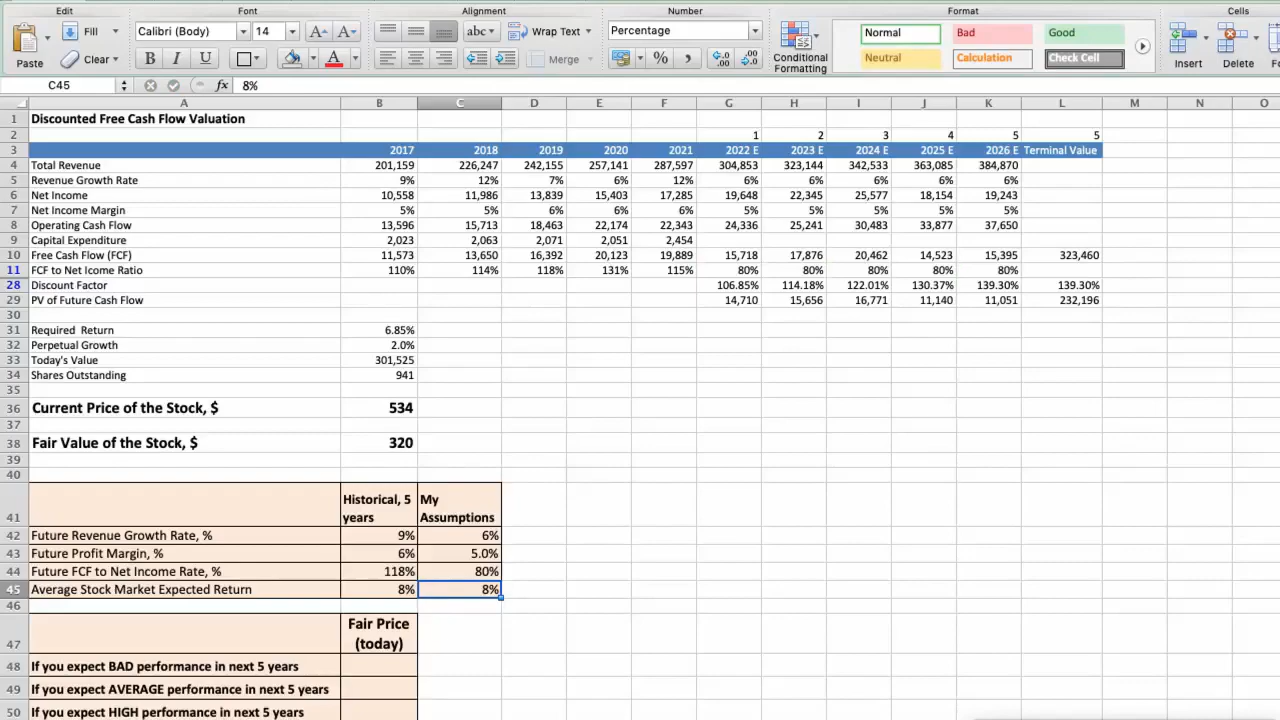 Edit Font Alignment Number Format Cells
Fill Calibri (Body) 14 A A abc Wrap Text Percentage Normal Bad Good
Paste Clear B I U A Merge % Conditional Formatting Neutral Calculation Check Cell Insert Delete
C45 fx 8%
A B C D E F G H I J K L M N O
1 Discounted Free Cash Flow Valuation
2 1 2 3 4 5 5
3 2017 2018 2019 2020 2021 2022 E 2023 E 2024 E 2025 E 2026 E Terminal Value
4 Total Revenue 201,159 226,247 242,155 257,141 287,597 304,853 323,144 342,533 363,085 384,870
5 Revenue Growth Rate 9% 12% 7% 6% 12% 6% 6% 6% 6% 6%
6 Net Income 10,558 11,986 13,839 15,403 17,285 19,648 22,345 25,577 18,154 19,243
7 Net Income Margin 5% 5% 6% 6% 6% 5% 5% 5% 5% 5%
8 Operating Cash Flow 13,596 15,713 18,463 22,174 22,343 24,336 25,241 30,483 33,877 37,650
9 Capital Expenditure 2,023 2,063 2,071 2,051 2,454
10 Free Cash Flow (FCF) 11,573 13,650 16,392 20,123 19,889 15,718 17,876 20,462 14,523 15,395 323,460
11 FCF to Net Icome Ratio 110% 114% 118% 131% 115% 80% 80% 80% 80% 80%
28 Discount Factor 106.85% 114.18% 122.01% 130.37% 139.30% 139.30%
29 PV of Future Cash Flow 14,710 15,656 16,771 11,140 11,051 232,196
30
31 Required Return 6.85%
32 Perpetual Growth 2.0%
33 Today's Value 301,525
34 Shares Outstanding 941
35
36 Current Price of the Stock, $ 534
37
38 Fair Value of the Stock, $ 320
39
40
Historical, 5 My
41 years Assumptions
42 Future Revenue Growth Rate, % 9% 6%
43 Future Profit Margin, % 6% 5.0%
44 Future FCF to Net Income Rate, % 118% 80%
45 Average Stock Market Expected Return 8% 8%
46
Fair Price
47 (today)
48 If you expect BAD performance in next 5 years
49 If you expect AVERAGE performance in next 5 years
50 If you expect HIGH performance in next 5 years